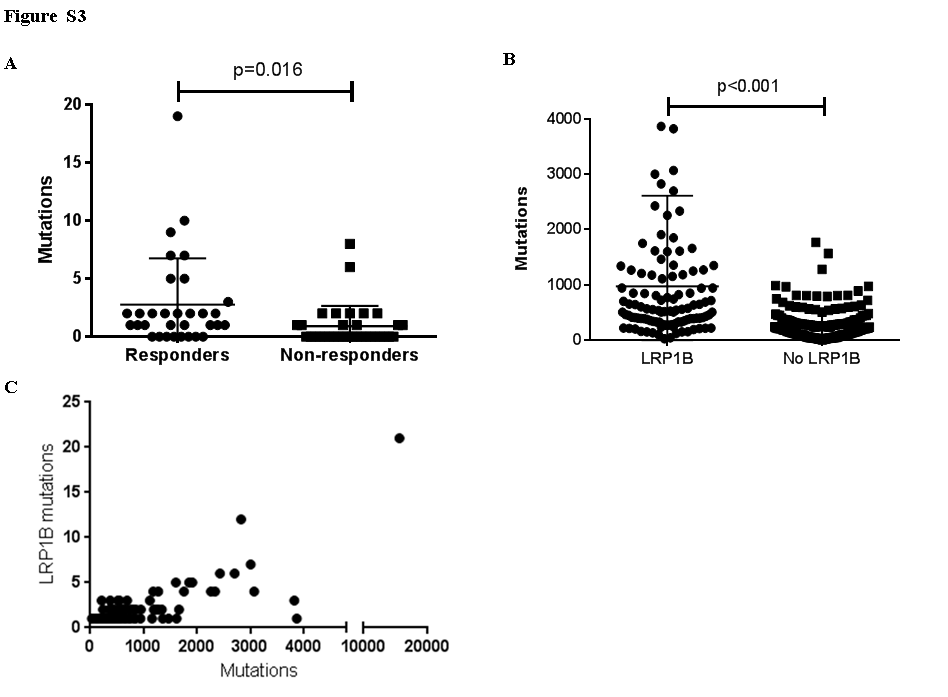 Figure S3
A
p=0.016
Mutations
20
15
10
5
0
Responders
Non-responders
B
p<0.001
Mutations
4000
3000
2000
1000
0
LRP1B
No LRP1B
C
LRP1B mutations
25
20
15
10
5
0
0
1000
2000
3000
4000
10000
20000
Mutations